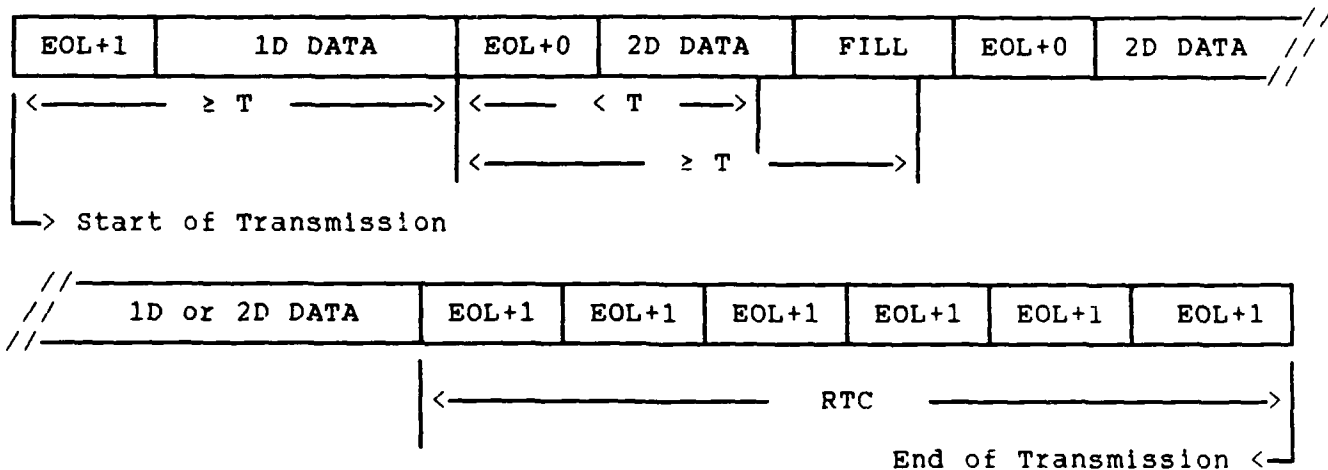 EOL+1 1D DATA EOL+0 2D DATA FILL EOL+0 2D DATA
≥ T < T
≥ T
Start of Transmission
1D or 2D DATA EOL+1 EOL+1 EOL+1 EOL+1 EOL+1 EOL+1
RTC
End of Transmission